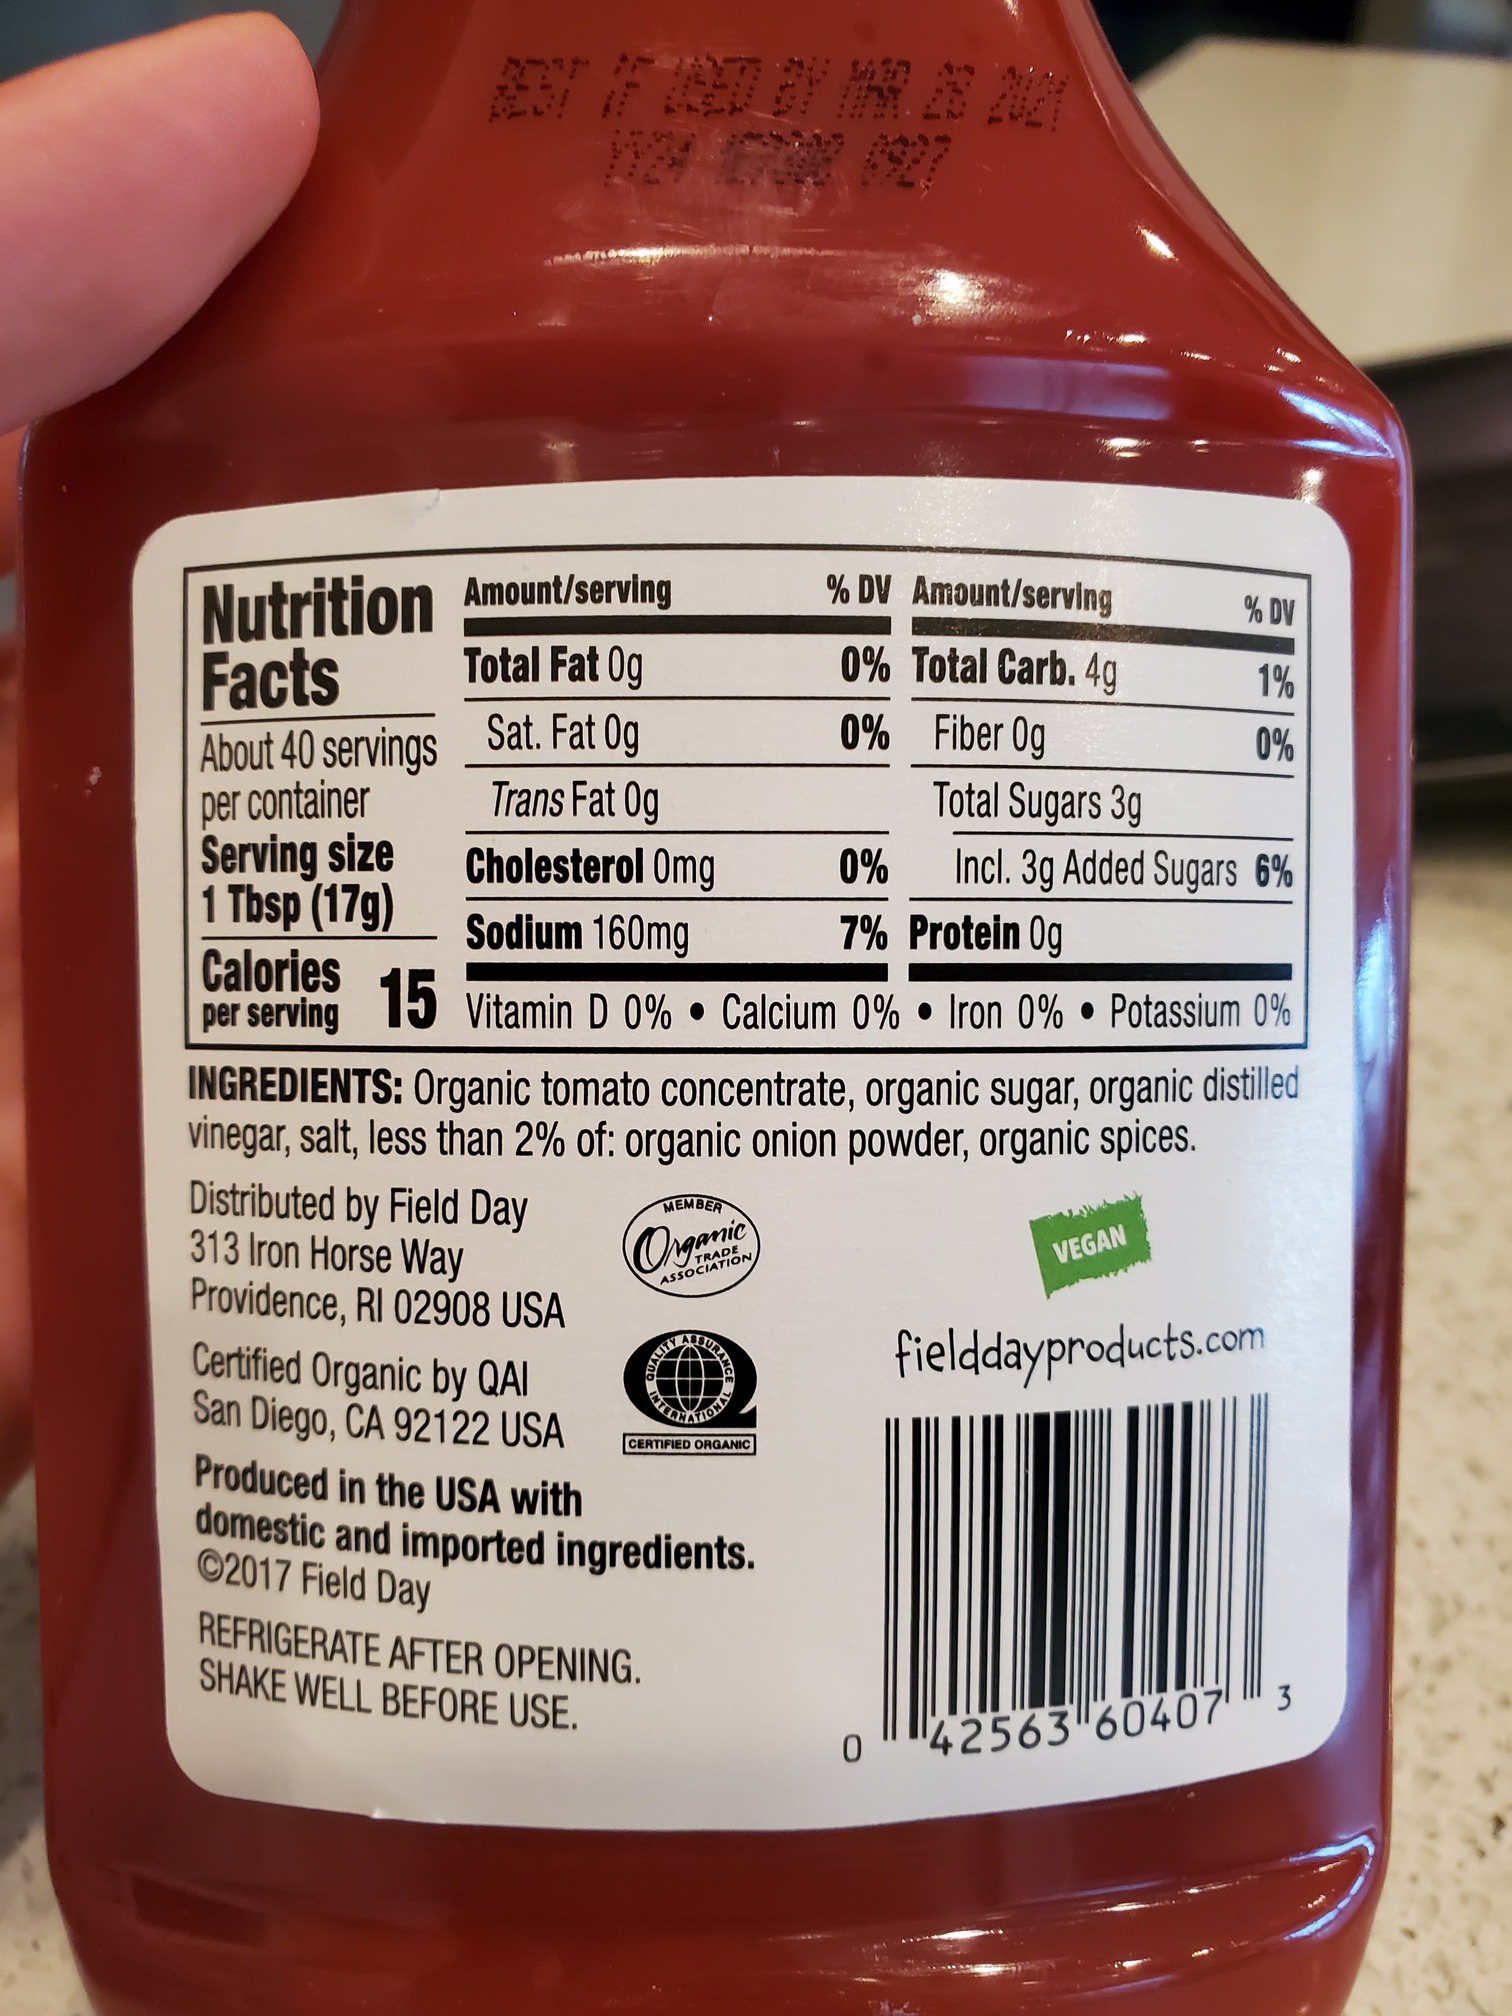 BEST IF USED BY MAR 2021
Nutrition
Facts
About 40 servings
per container
Serving size
1 Tbsp (17g)
Calories
per serving 15
Amount/serving % DV
Total Fat 0g 0%
Sat. Fat 0g 0%
Trans Fat 0g
Cholesterol 0mg 0%
Sodium 160mg 7%
Amount/serving % DV
Total Carb. 4g 1%
Fiber 0g 0%
Total Sugars 3g
Incl. 3g Added Sugars 6%
Protein 0g
Vitamin D 0% • Calcium 0% • Iron 0% • Potassium 0%
INGREDIENTS: Organic tomato concentrate, organic sugar, organic distilled
vinegar, salt, less than 2% of: organic onion powder, organic spices.
Distributed by Field Day
313 Iron Horse Way
Providence, RI 02908 USA
Certified Organic by QAI
San Diego, CA 92122 USA
Produced in the USA with
domestic and imported ingredients.
©2017 Field Day
REFRIGERATE AFTER OPENING.
SHAKE WELL BEFORE USE.
MEMBER
Organic
TRADE
ASSOCIATION
QUALITY ASSURANCE
INTERNATIONAL
CERTIFIED ORGANIC
VEGAN
fielddayproducts.com
0 42563 60407 3